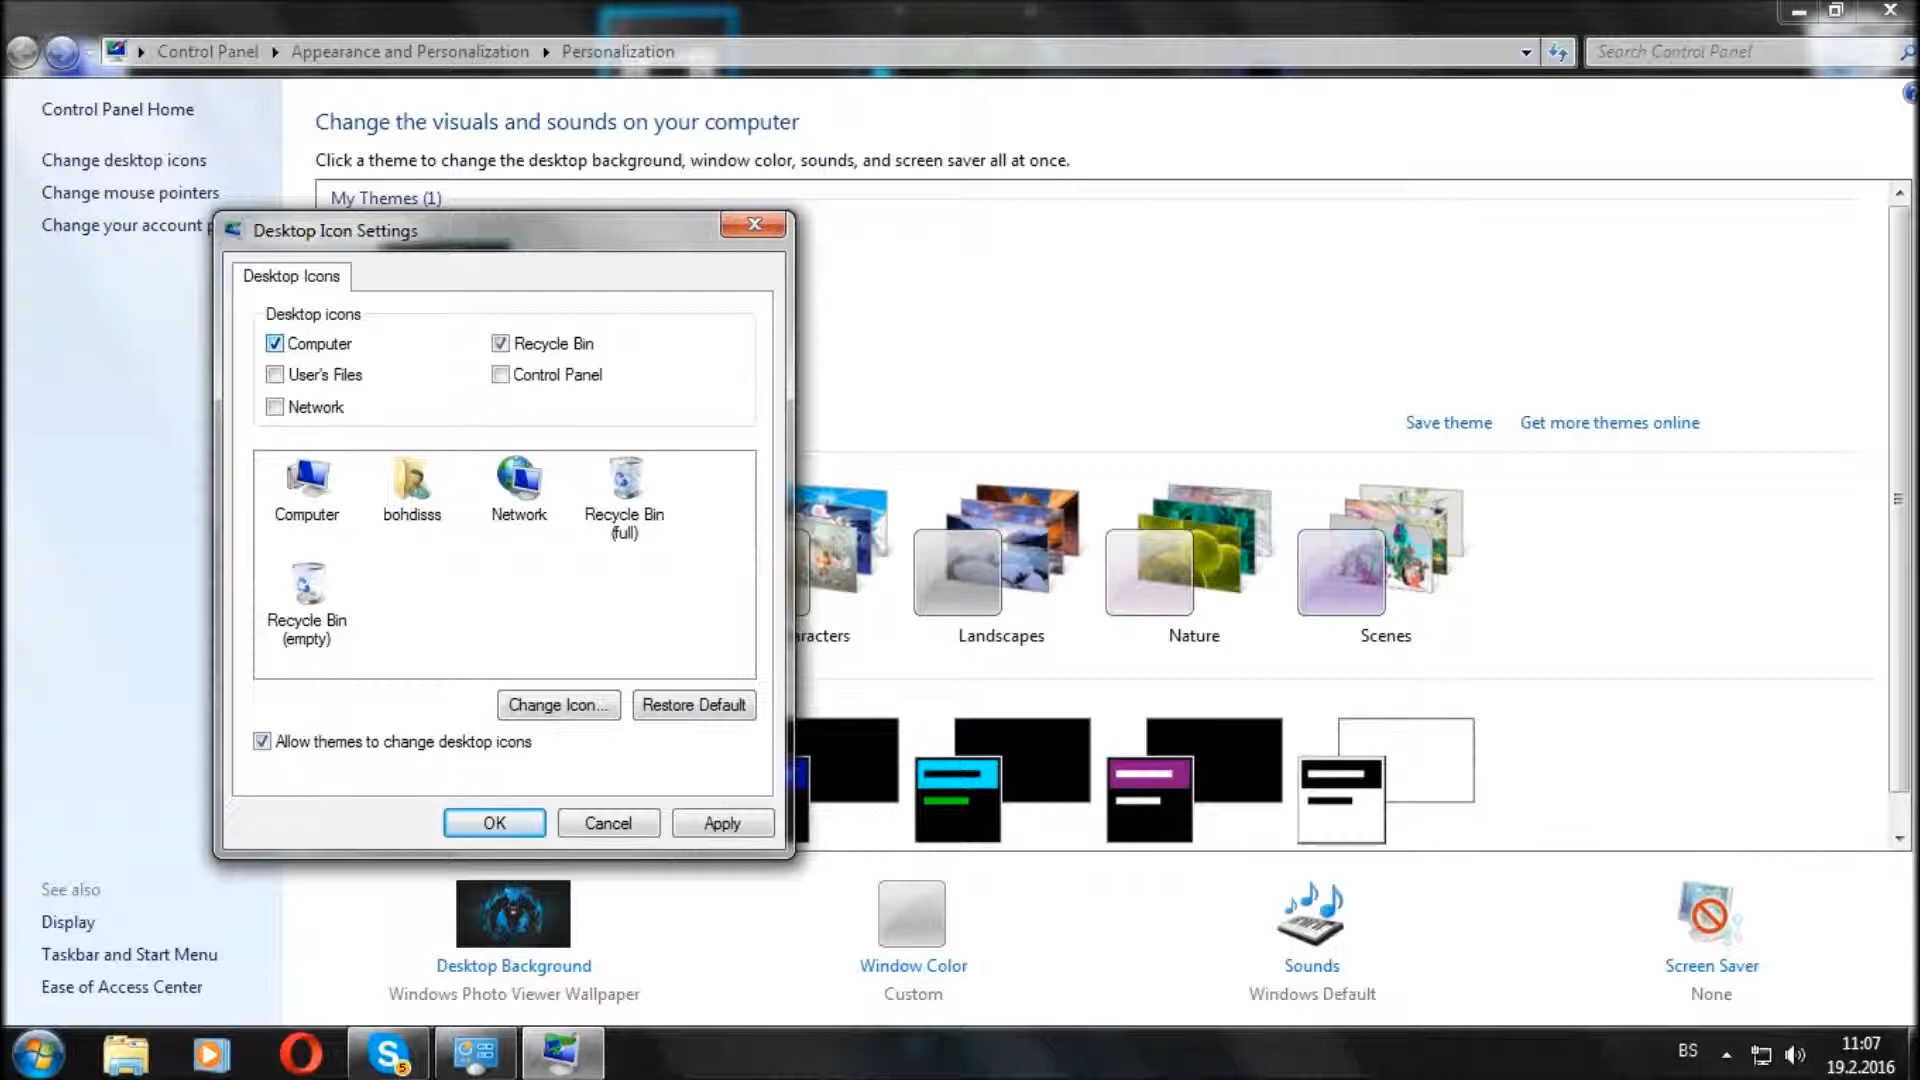 Control Panel
Appearance and Personalization
Personalization
Search Control Panel
Control Panel Home
Change desktop icons
Change mouse pointers
Change your account
Change the visuals and sounds on your computer
Click a theme to change the desktop background, window color, sounds, and screen saver all at once.
My Themes (1)
Desktop Icon Settings
Desktop Icons
Desktop icons
Computer
Recycle Bin
User's Files
Control Panel
Network
Computer
bohdisss
Network
Recycle Bin
(full)
Recycle Bin
(empty)
Change Icon...
Restore Default
Allow themes to change desktop icons
OK
Cancel
Apply
Save theme
Get more themes online
aracters
Landscapes
Nature
Scenes
See also
Display
Taskbar and Start Menu
Ease of Access Center
Desktop Background
Windows Photo Viewer Wallpaper
Window Color
Custom
Sounds
Windows Default
Screen Saver
None
S
5
BS
11:07
19.2.2016